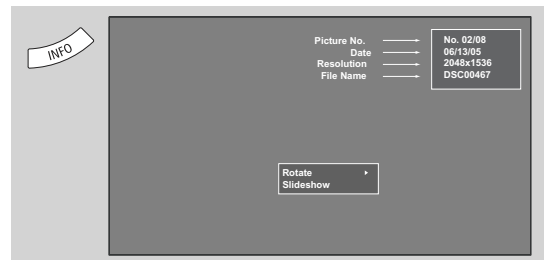 INFO
Picture No. No. 02/08
Date 06/13/05
Resolution 2048x1536
File Name DSC00467
Rotate
Slideshow